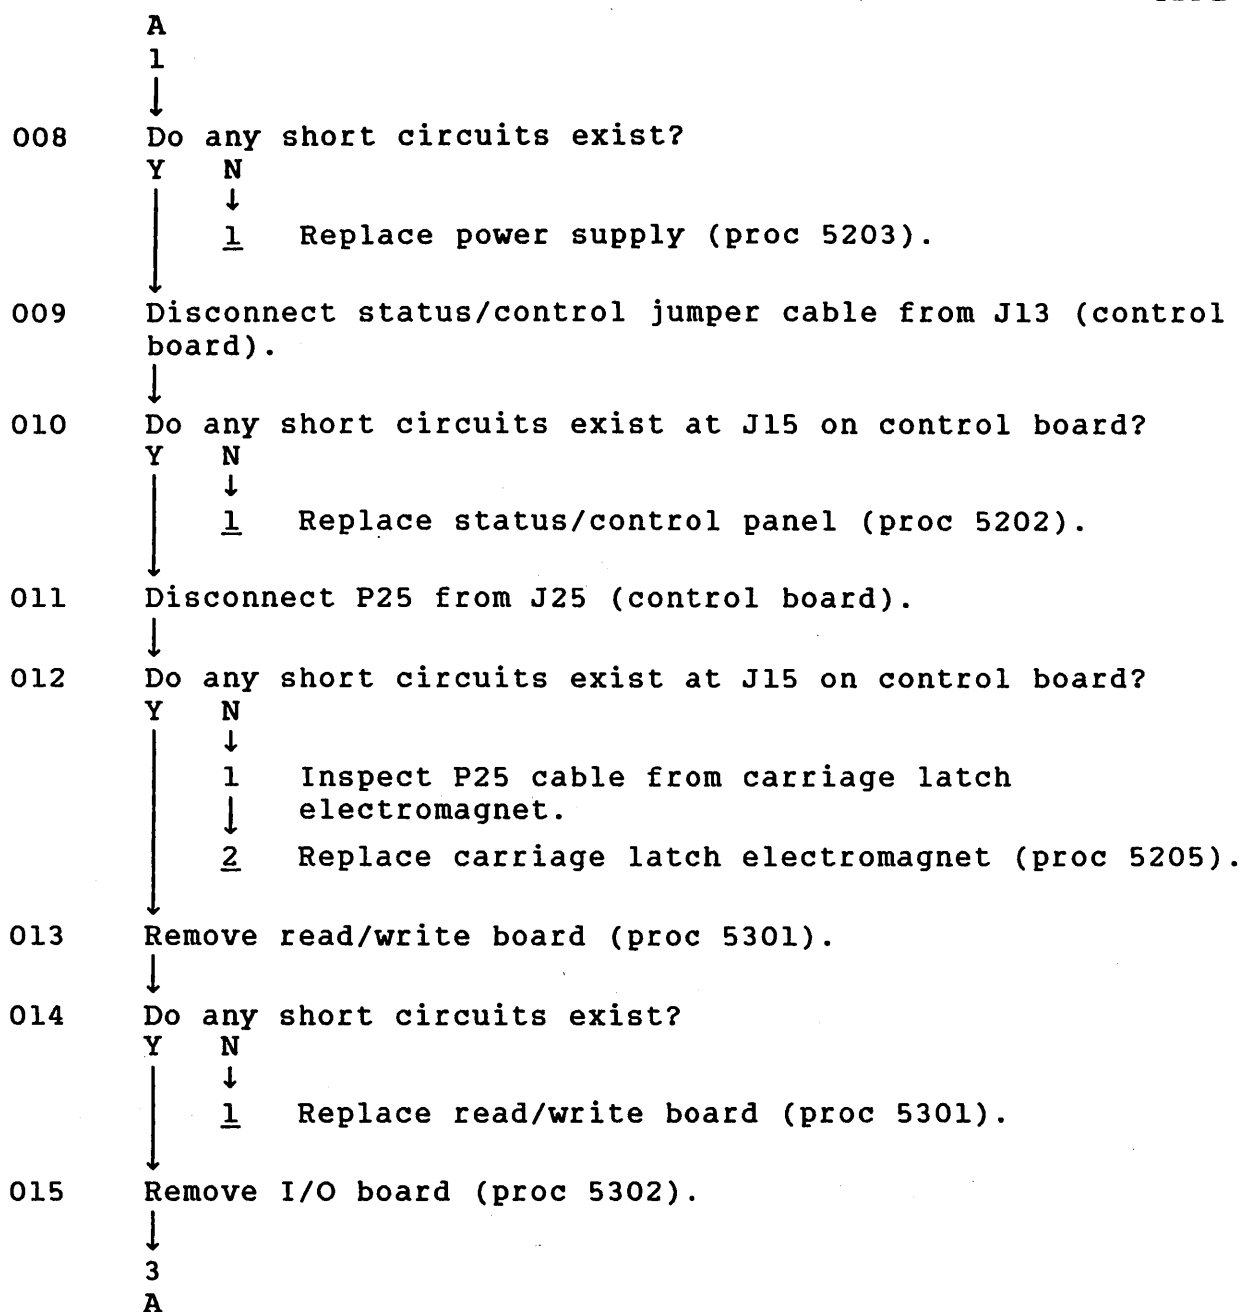 A
1
008 Do any short circuits exist?
Y N
1 Replace power supply (proc 5203).
009 Disconnect status/control jumper cable from J13 (control
board).
010 Do any short circuits exist at J15 on control board?
Y N
1 Replace status/control panel (proc 5202).
011 Disconnect P25 from J25 (control board).
012 Do any short circuits exist at J15 on control board?
Y N
1 Inspect P25 cable from carriage latch
electromagnet.
2 Replace carriage latch electromagnet (proc 5205).
013 Remove read/write board (proc 5301).
014 Do any short circuits exist?
Y N
1 Replace read/write board (proc 5301).
015 Remove I/O board (proc 5302).
3
A